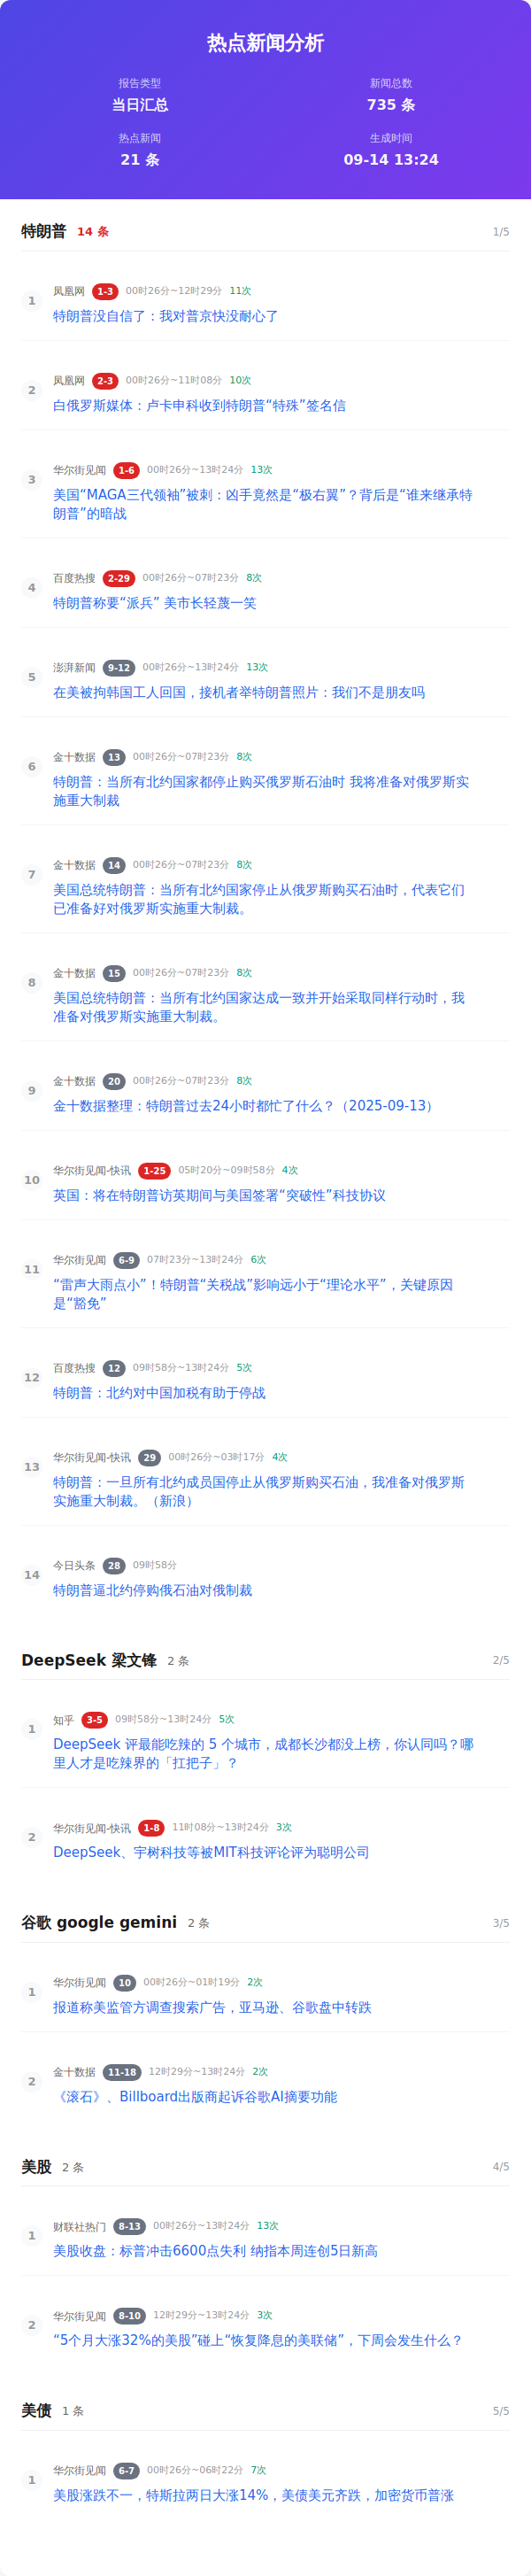 热点新闻分析
报告类型
当日汇总
新闻总数
735 条
热点新闻
21 条
生成时间
09-14 13:24
特朗普 14 条 1/5
1 凤凰网 1-3 00时26分~12时29分 11次
特朗普没自信了：我对普京快没耐心了
2 凤凰网 2-3 00时26分~11时08分 10次
白俄罗斯媒体：卢卡申科收到特朗普“特殊”签名信
3 华尔街见闻 1-6 00时26分~13时24分 13次
美国“MAGA三代领袖”被刺：凶手竟然是“极右翼”？背后是“谁来继承特
朗普”的暗战
4 百度热搜 2-29 00时26分~07时23分 8次
特朗普称要“派兵” 美市长轻蔑一笑
5 澎湃新闻 9-12 00时26分~13时24分 13次
在美被拘韩国工人回国，接机者举特朗普照片：我们不是朋友吗
6 金十数据 13 00时26分~07时23分 8次
特朗普：当所有北约国家都停止购买俄罗斯石油时 我将准备对俄罗斯实
施重大制裁
7 金十数据 14 00时26分~07时23分 8次
美国总统特朗普：当所有北约国家停止从俄罗斯购买石油时，代表它们
已准备好对俄罗斯实施重大制裁。
8 金十数据 15 00时26分~07时23分 8次
美国总统特朗普：当所有北约国家达成一致并开始采取同样行动时，我
准备对俄罗斯实施重大制裁。
9 金十数据 20 00时26分~07时23分 8次
金十数据整理：特朗普过去24小时都忙了什么？（2025-09-13）
10 华尔街见闻-快讯 1-25 05时20分~09时58分 4次
英国：将在特朗普访英期间与美国签署“突破性”科技协议
11 华尔街见闻 6-9 07时23分~13时24分 6次
“雷声大雨点小”！特朗普“关税战”影响远小于“理论水平”，关键原因
是“豁免”
12 百度热搜 12 09时58分~13时24分 5次
特朗普：北约对中国加税有助于停战
13 华尔街见闻-快讯 29 00时26分~03时17分 4次
特朗普：一旦所有北约成员国停止从俄罗斯购买石油，我准备对俄罗斯
实施重大制裁。（新浪）
14 今日头条 28 09时58分
特朗普逼北约停购俄石油对俄制裁
DeepSeek 梁文锋 2 条 2/5
1 知乎 3-5 09时58分~13时24分 5次
DeepSeek 评最能吃辣的 5 个城市，成都长沙都没上榜，你认同吗？哪
里人才是吃辣界的「扛把子」？
2 华尔街见闻-快讯 1-8 11时08分~13时24分 3次
DeepSeek、宇树科技等被MIT科技评论评为聪明公司
谷歌 google gemini 2 条 3/5
1 华尔街见闻 10 00时26分~01时19分 2次
报道称美监管方调查搜索广告，亚马逊、谷歌盘中转跌
2 金十数据 11-18 12时29分~13时24分 2次
《滚石》、Billboard出版商起诉谷歌AI摘要功能
美股 2 条 4/5
1 财联社热门 8-13 00时26分~13时24分 13次
美股收盘：标普冲击6600点失利 纳指本周连创5日新高
2 华尔街见闻 8-10 12时29分~13时24分 3次
“5个月大涨32%的美股”碰上“恢复降息的美联储”，下周会发生什么？
美债 1 条 5/5
1 华尔街见闻 6-7 00时26分~06时22分 7次
美股涨跌不一，特斯拉两日大涨14%，美债美元齐跌，加密货币普涨